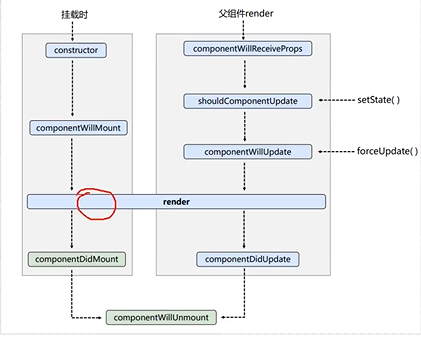 挂载时
父组件render
constructor
componentWillReceiveProps
shouldComponentUpdate
setState( )
componentWillMount
componentWillUpdate
forceUpdate( )
render
componentDidMount
componentDidUpdate
componentWillUnmount